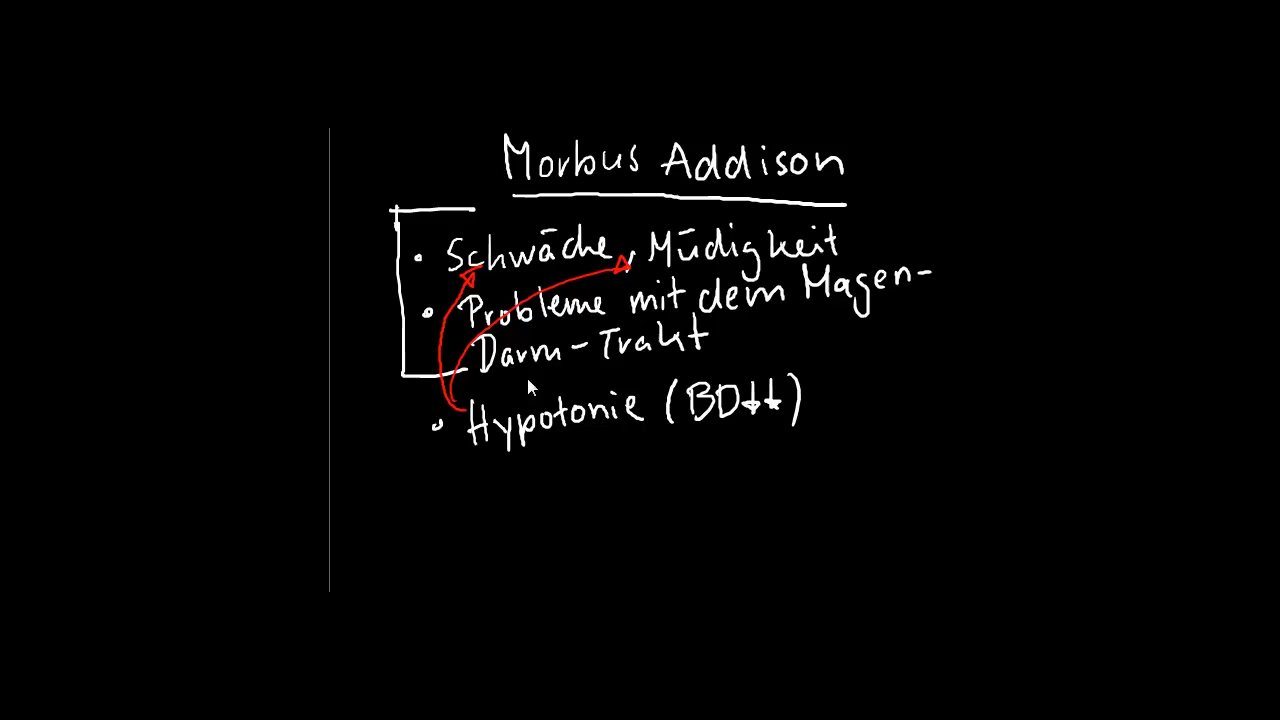 Morbus Addison
• Schwäche, Müdigkeit
• Probleme mit dem Magen-
Darm-Trakt
• Hypotonie (BD↓↓)